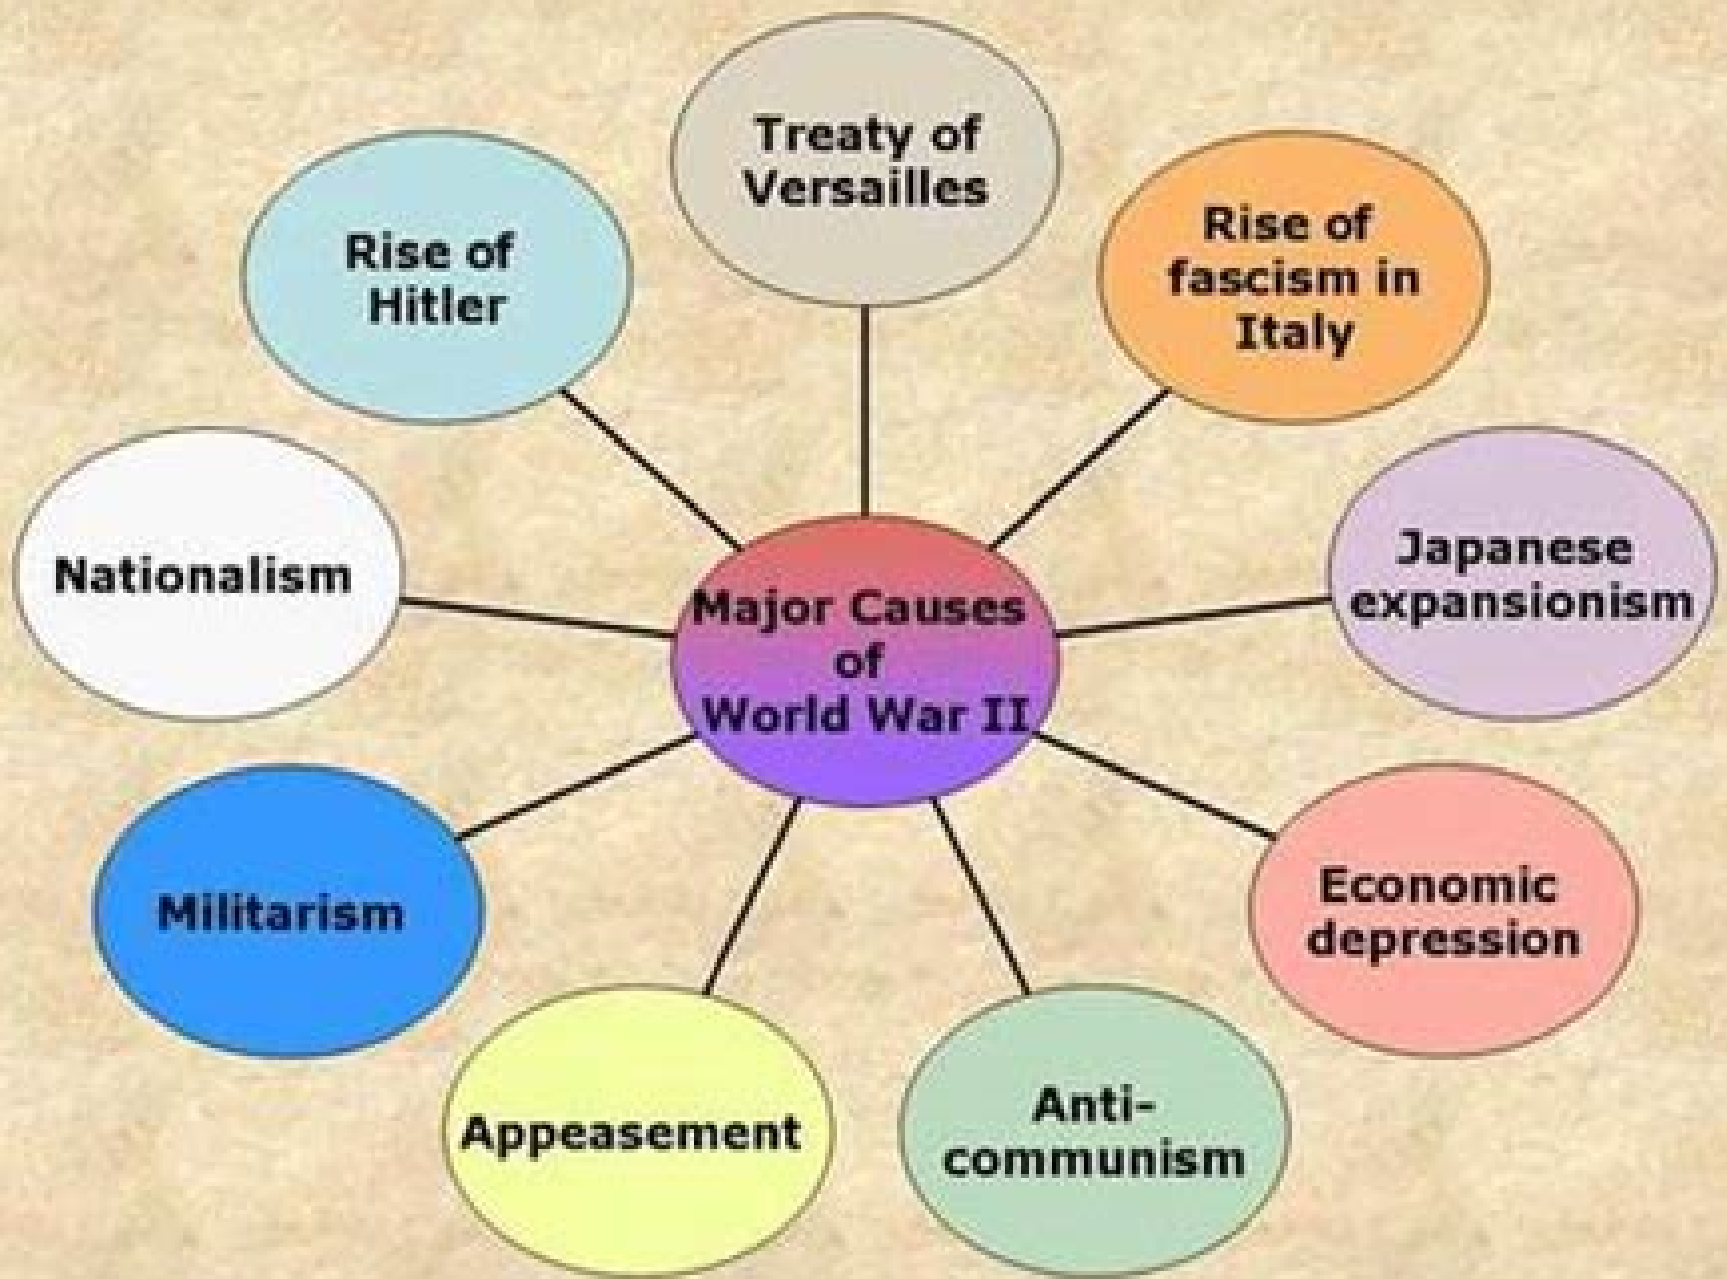 Treaty of
Versailles
Rise of
fascism in
Italy
Rise of
Hitler
Japanese
expansionism
Nationalism
Major Causes
of
World War II
Economic
depression
Militarism
Anti-
communism
Appeasement